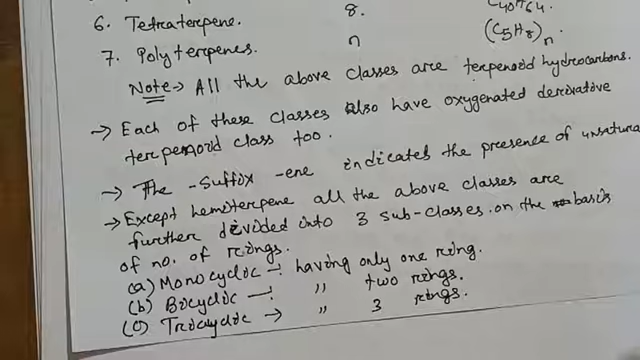 6. Tetraterpene. 8. C40H64.
7. Polyterpenes. n (C5H8)n
Note→ All the above classes are terpenoid hydrocarbons.
→ Each of these classes also have oxygenated derivative
terpenoid class too.
→ The -suffix -ene indicates the presence of unsatura
→ Except hemiterpene all the above classes are
further devided into 3 sub-classes. on the basis
of no. of rings.
(a) Monocyclic -: having only one ring.
(b) Bicyclic -: " two rings.
(c) Tricyclic → " 3 rings.